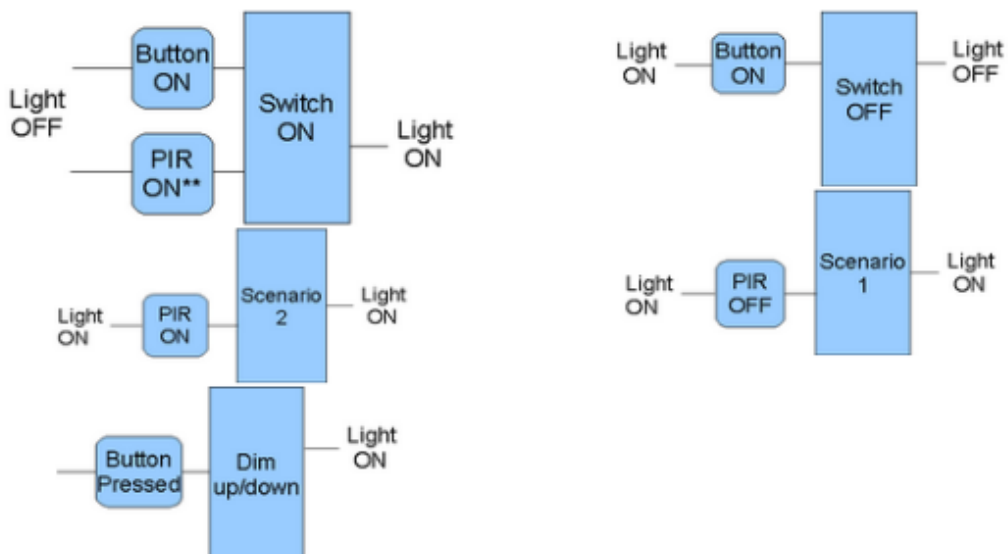 Button
ON
Light
OFF
Switch
ON
Light
ON
PIR
ON**
Light
ON
PIR
ON
Scenario
2
Light
ON
Button
Pressed
Dim
up/down
Light
ON
Light
ON
Button
ON
Switch
OFF
Light
OFF
Light
ON
PIR
OFF
Scenario
1
Light
ON